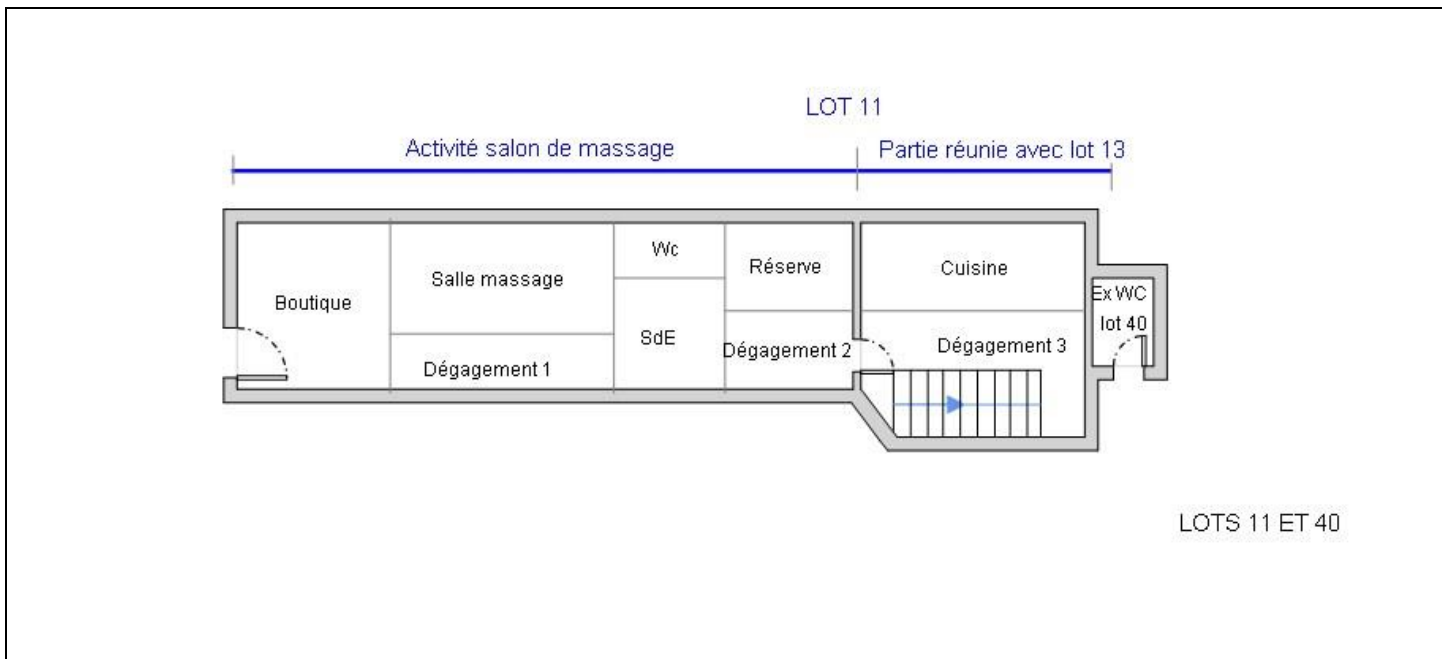 LOT 11
Activité salon de massage
Partie réunie avec lot 13
Boutique
Salle massage
Dégagement 1
Wc
SdE
Réserve
Dégagement 2
Cuisine
Dégagement 3
Ex WC
lot 40
LOTS 11 ET 40